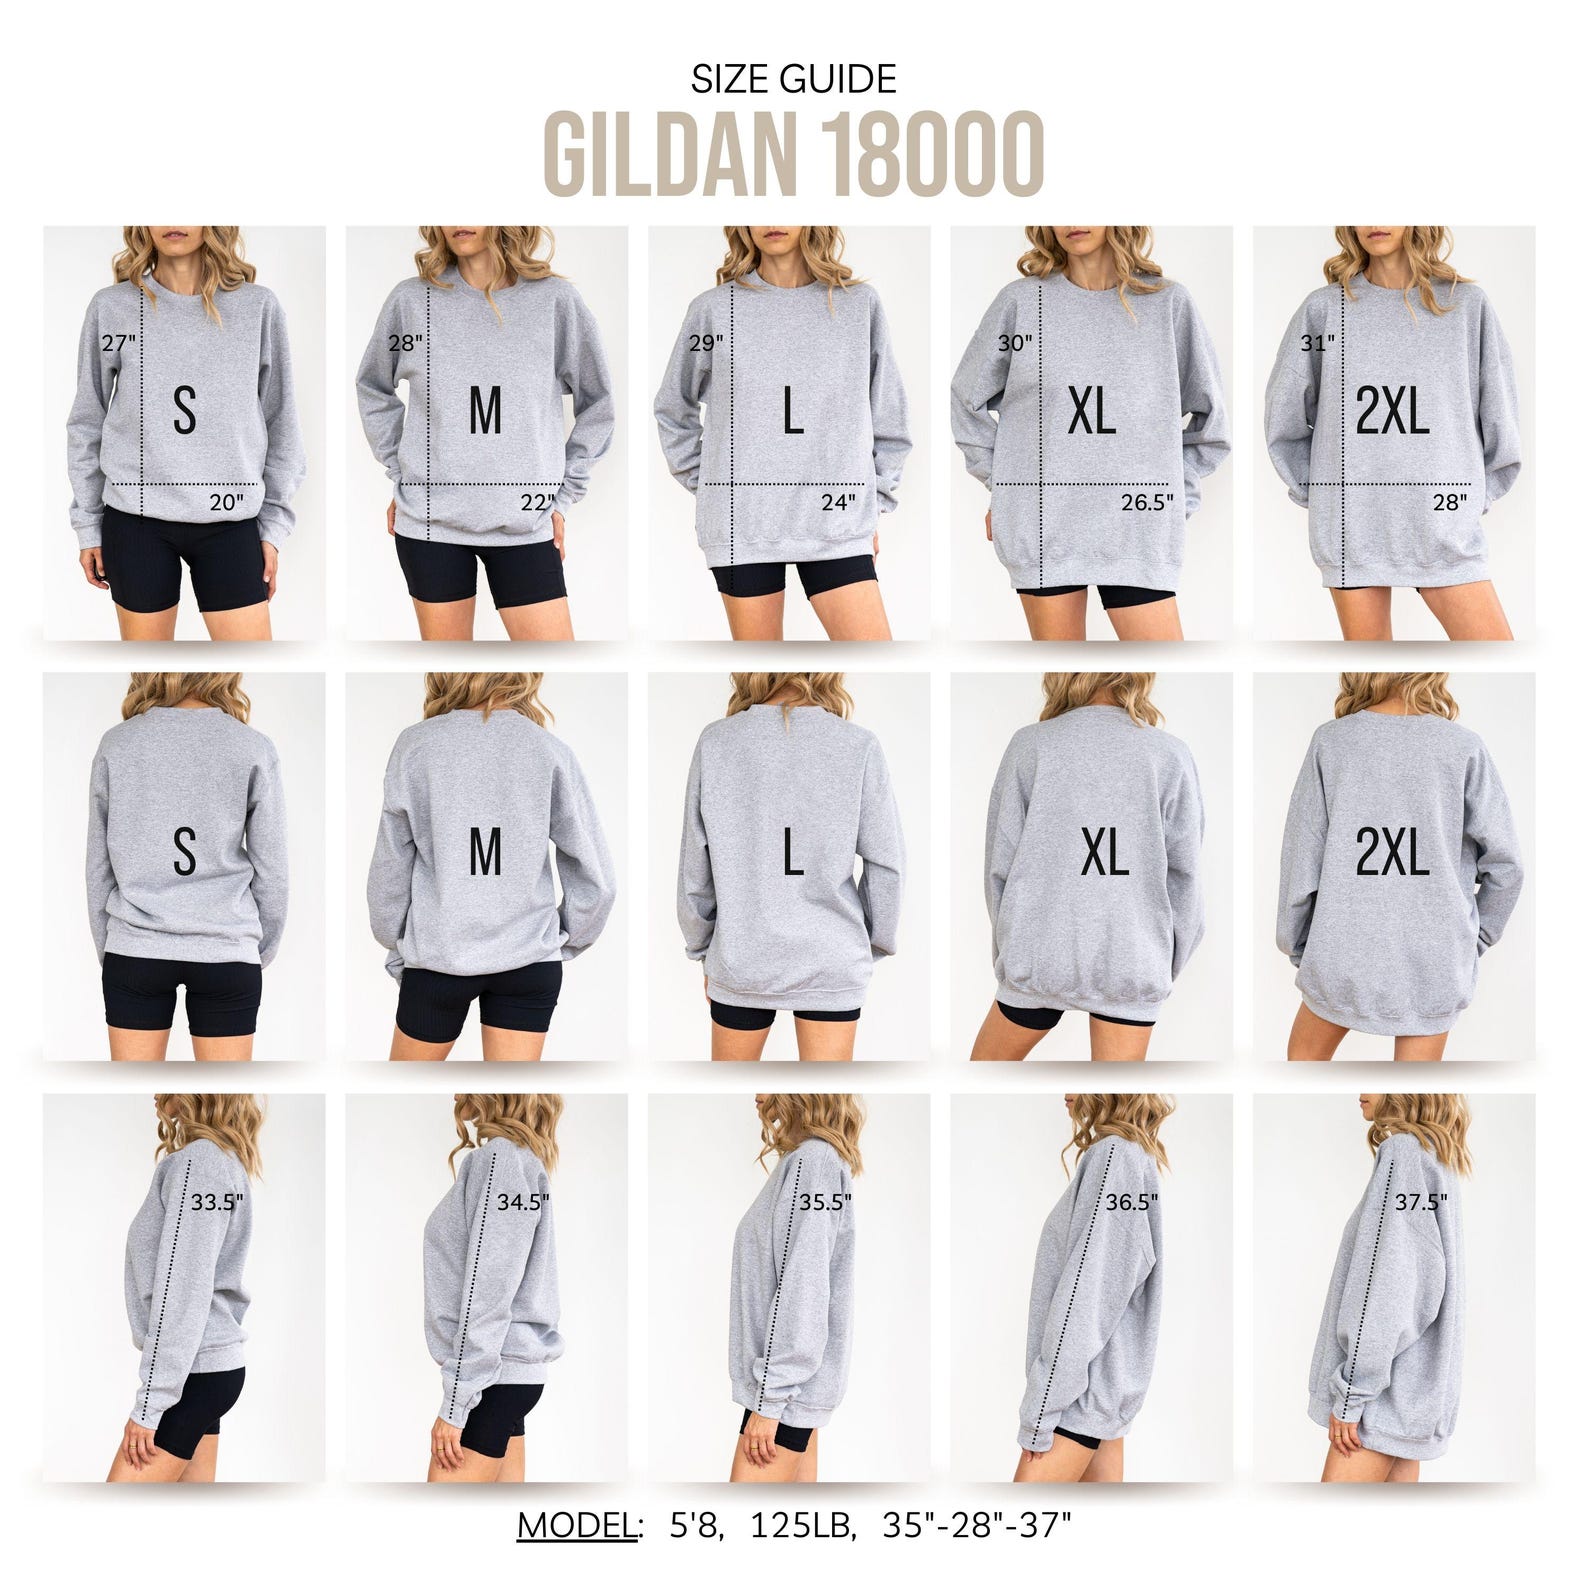 SIZE GUIDE
GILDAN 18000
27" 28" 29" 30" 31"
S M L XL 2XL
20" 22" 24" 26.5" 28"
S M L XL 2XL
33.5" 34.5" 35.5" 36.5" 37.5"
MODEL: 5'8, 125LB, 35"-28"-37"